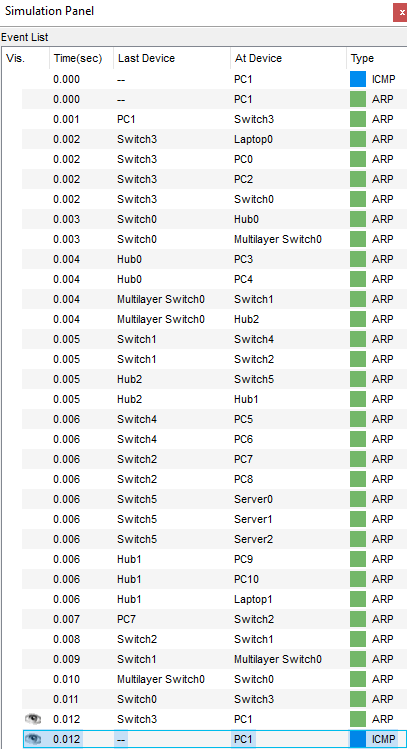 Simulation Panel x
Event List
Vis. Time(sec) Last Device At Device Type
0.000 -- PC1 ICMP
0.000 -- PC1 ARP
0.001 PC1 Switch3 ARP
0.002 Switch3 Laptop0 ARP
0.002 Switch3 PC0 ARP
0.002 Switch3 PC2 ARP
0.002 Switch3 Switch0 ARP
0.003 Switch0 Hub0 ARP
0.003 Switch0 Multilayer Switch0 ARP
0.004 Hub0 PC3 ARP
0.004 Hub0 PC4 ARP
0.004 Multilayer Switch0 Switch1 ARP
0.004 Multilayer Switch0 Hub2 ARP
0.005 Switch1 Switch4 ARP
0.005 Switch1 Switch2 ARP
0.005 Hub2 Switch5 ARP
0.005 Hub2 Hub1 ARP
0.006 Switch4 PC5 ARP
0.006 Switch4 PC6 ARP
0.006 Switch2 PC7 ARP
0.006 Switch2 PC8 ARP
0.006 Switch5 Server0 ARP
0.006 Switch5 Server1 ARP
0.006 Switch5 Server2 ARP
0.006 Hub1 PC9 ARP
0.006 Hub1 PC10 ARP
0.006 Hub1 Laptop1 ARP
0.007 PC7 Switch2 ARP
0.008 Switch2 Switch1 ARP
0.009 Switch1 Multilayer Switch0 ARP
0.010 Multilayer Switch0 Switch0 ARP
0.011 Switch0 Switch3 ARP
0.012 Switch3 PC1 ARP
0.012 -- PC1 ICMP